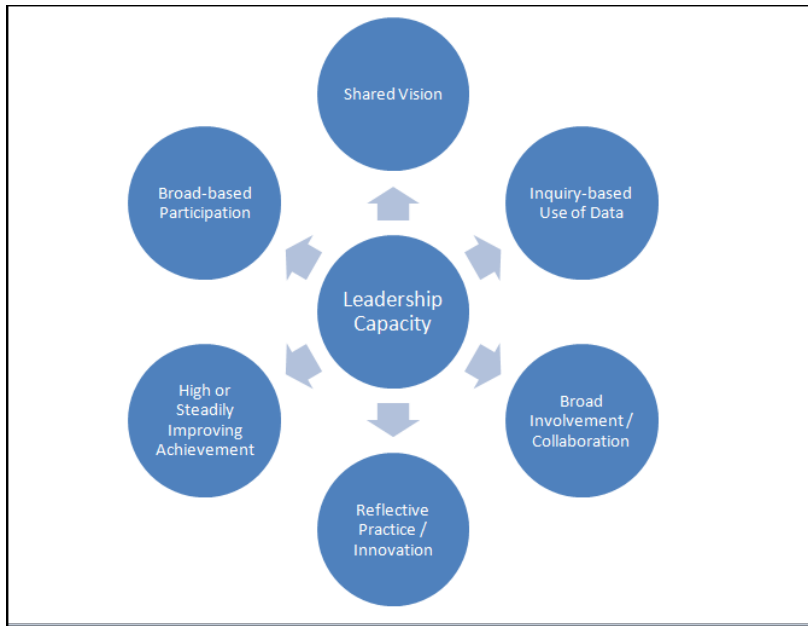 Shared Vision
Broad-based
Participation
Inquiry-based
Use of Data
Leadership
Capacity
High or
Steadily
Improving
Achievement
Broad
Involvement /
Collaboration
Reflective
Practice /
Innovation